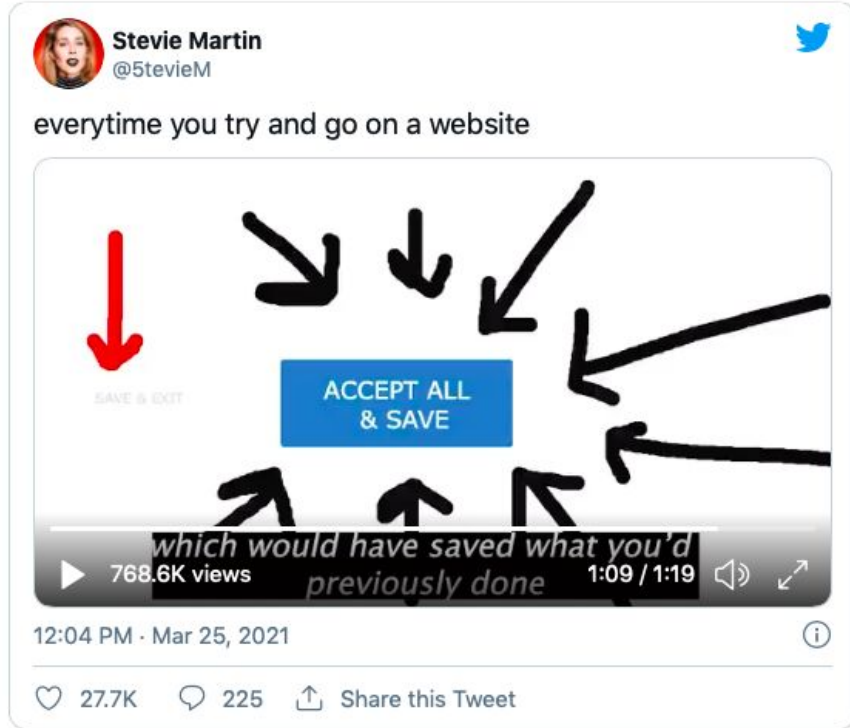 Stevie Martin
@5tevieM
everytime you try and go on a website
SAVE & EXIT
ACCEPT ALL
& SAVE
which would have saved what you'd
previously done
768.6K views
1:09 / 1:19
12:04 PM · Mar 25, 2021
27.7K
225
Share this Tweet